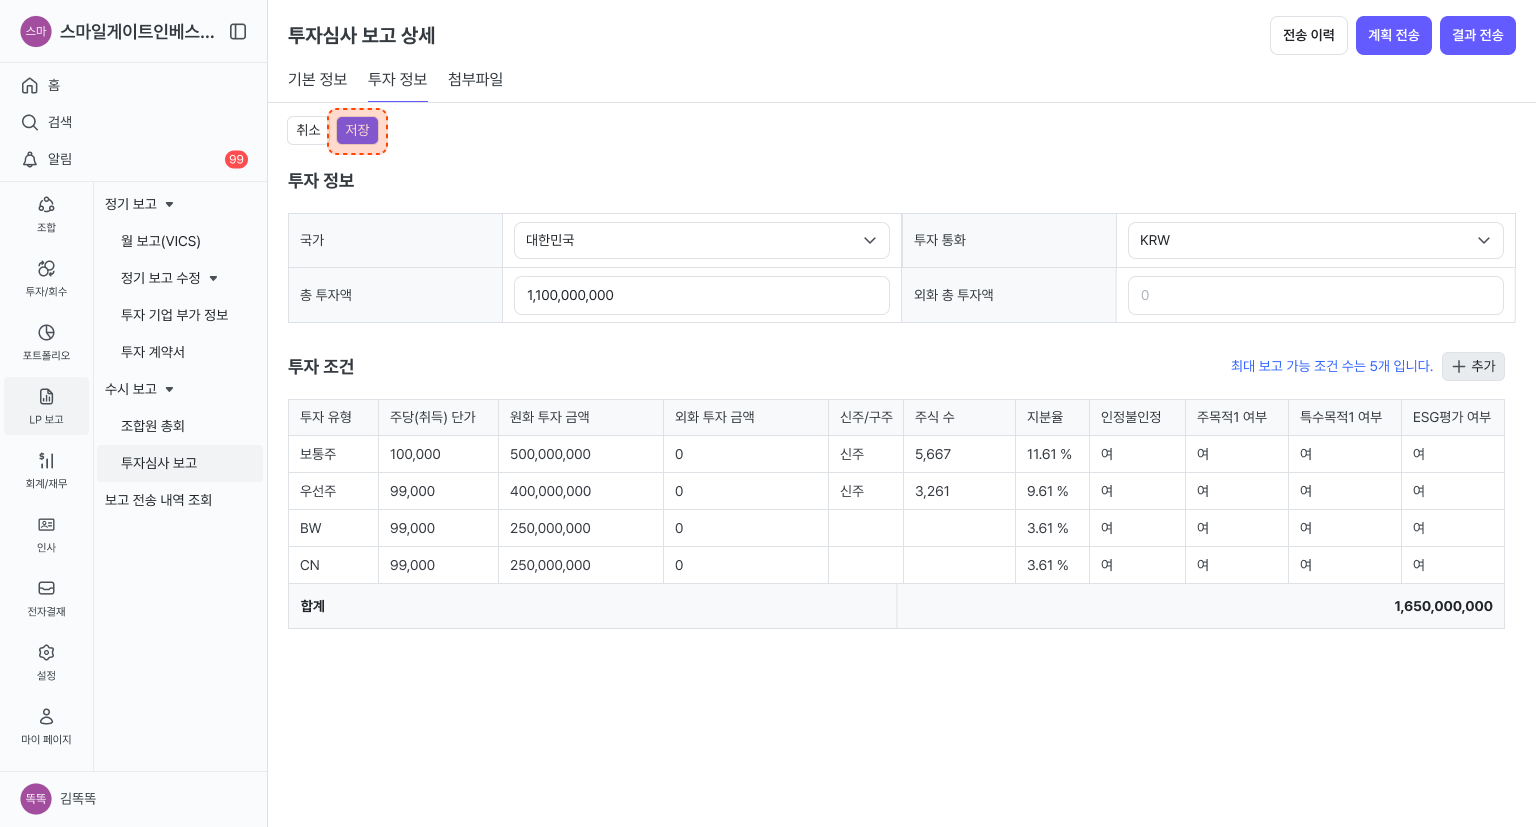 스마 스마일게이트인베스...
홈
검색
알림 99
조합
투자/회수
포트폴리오
LP 보고
회계/재무
인사
전자결재
설정
마이 페이지
정기 보고
월 보고(VICS)
정기 보고 수정
투자 기업 부가 정보
투자 계약서
수시 보고
조합원 총회
투자심사 보고
보고 전송 내역 조회
똑똑 김똑똑
투자심사 보고 상세
전송 이력 계획 전송 결과 전송
기본 정보 투자 정보 첨부파일
취소 저장
투자 정보
국가 대한민국 투자 통화 KRW
총 투자액 1,100,000,000 외화 총 투자액 0
투자 조건 최대 보고 가능 조건 수는 5개 입니다. 추가
투자 유형 주당(취득) 단가 원화 투자 금액 외화 투자 금액 신주/구주 주식 수 지분율 인정불인정 주목적1 여부 특수목적1 여부 ESG평가 여부
보통주 100,000 500,000,000 0 신주 5,667 11.61 % 여 여 여 여
우선주 99,000 400,000,000 0 신주 3,261 9.61 % 여 여 여 여
BW 99,000 250,000,000 0 3.61 % 여 여 여 여
CN 99,000 250,000,000 0 3.61 % 여 여 여 여
합계 1,650,000,000